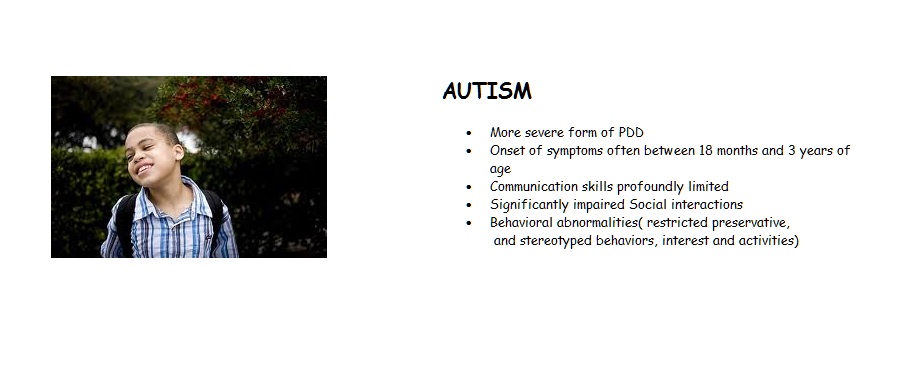 AUTISM
• More severe form of PDD
• Onset of symptoms often between 18 months and 3 years of
age
• Communication skills profoundly limited
• Significantly impaired Social interactions
• Behavioral abnormalities( restricted preservative,
and stereotyped behaviors, interest and activities)